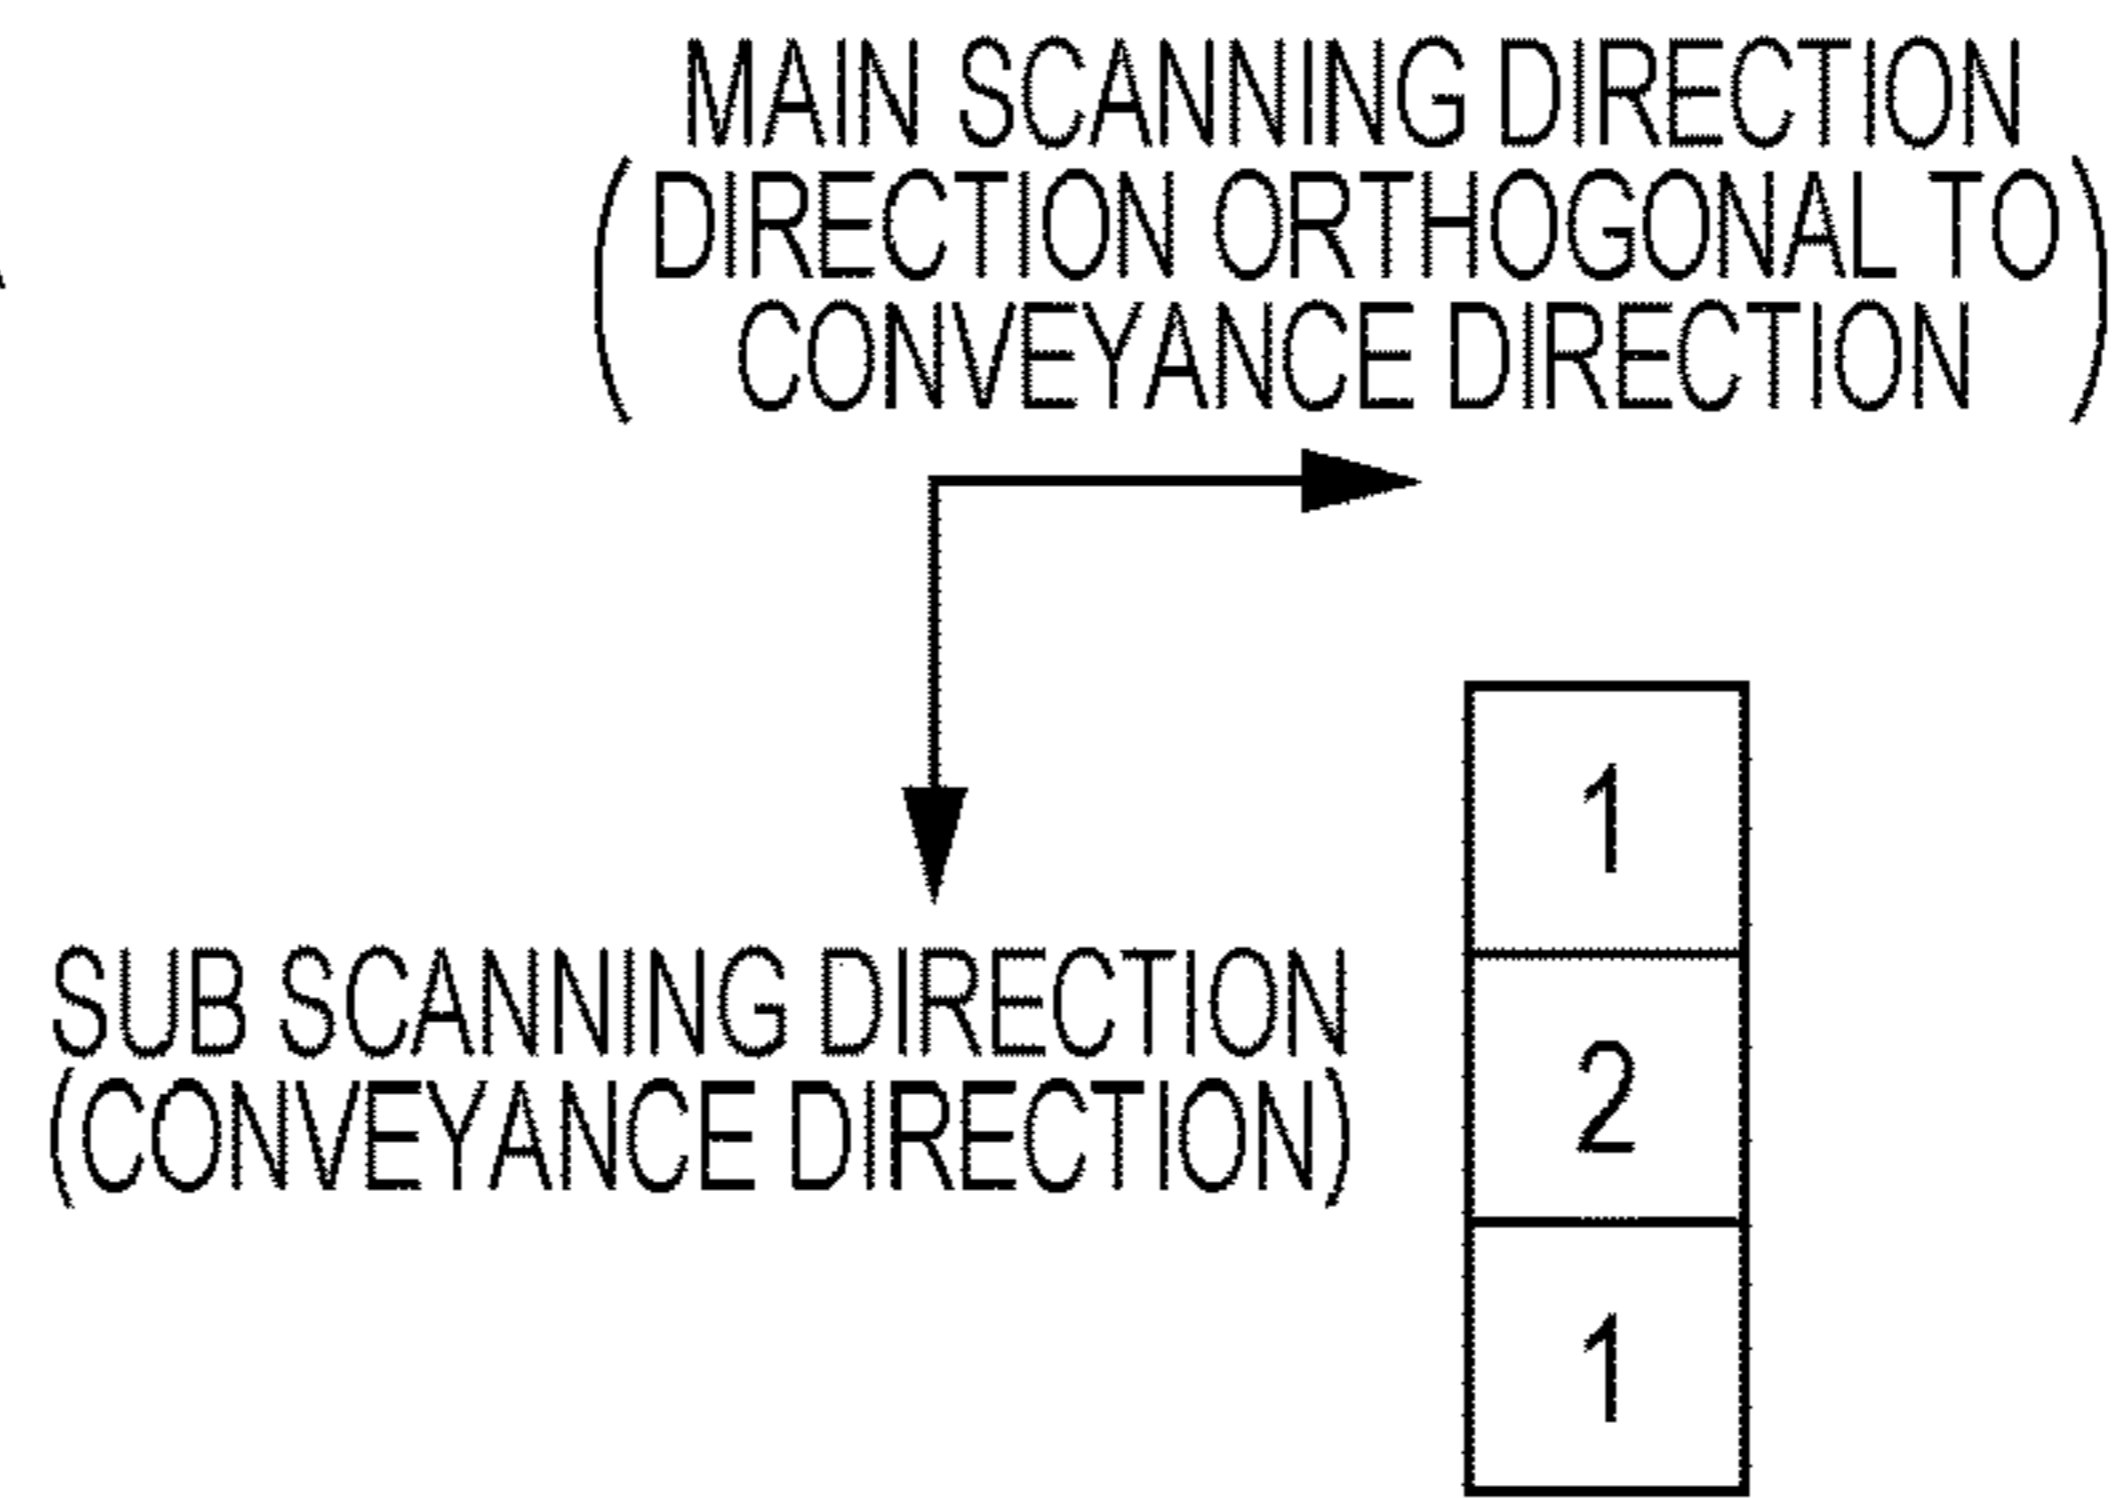 MAIN SCANNING DIRECTION
(DIRECTION ORTHOGONAL TO
CONVEYANCE DIRECTION)
SUB SCANNING DIRECTION
(CONVEYANCE DIRECTION)
1
2
1